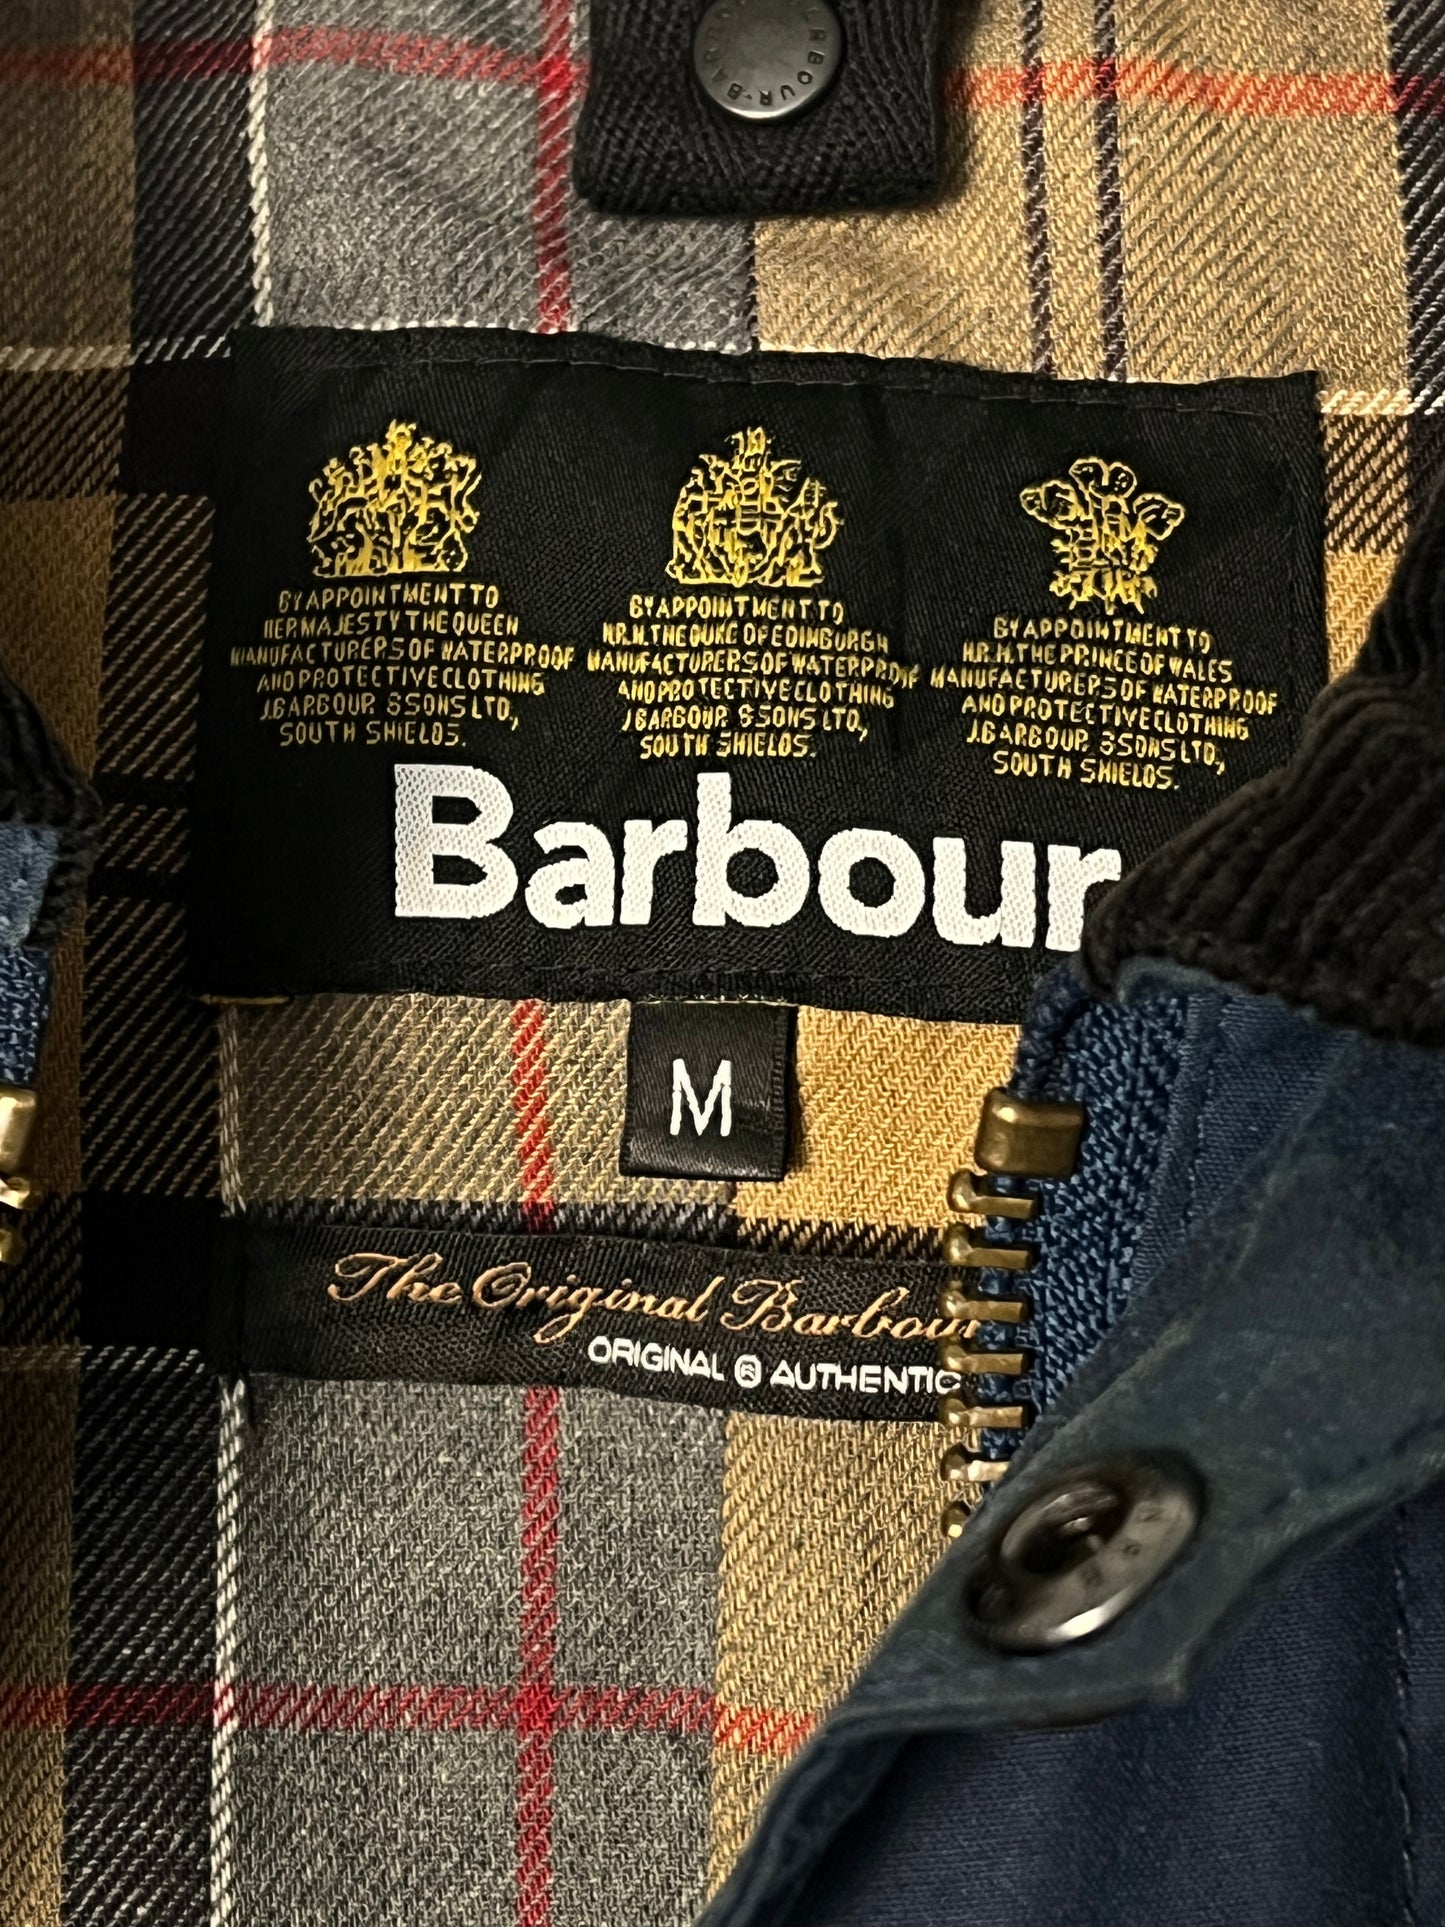 BARBOUR · BARBOUR
BY APPOINTMENT TO
HER MAJESTY THE QUEEN
MANUFACTURERS OF WATERPROOF
AND PROTECTIVE CLOTHING
J.BARBOUR & SONS LTD,
SOUTH SHIELDS.
BY APPOINTMENT TO
H.R.H. THE DUKE OF EDINBURGH
MANUFACTURERS OF WATERPROOF
AND PROTECTIVE CLOTHING
J.BARBOUR & SONS LTD,
SOUTH SHIELDS.
BY APPOINTMENT TO
H.R.H. THE PRINCE OF WALES
MANUFACTURERS OF WATERPROOF
AND PROTECTIVE CLOTHING
J.BARBOUR & SONS LTD,
SOUTH SHIELDS.
Barbour
M
The Original Barbour
ORIGINAL ® AUTHENTIC